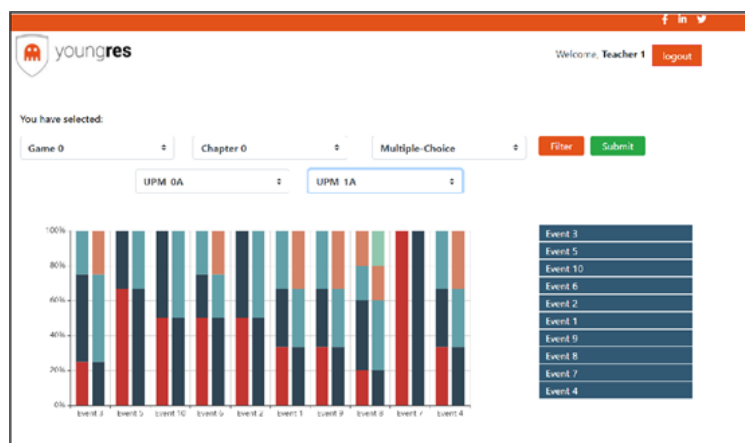 youngres
Welcome, Teacher 1 logout
You have selected:
Game 0 Chapter 0 Multiple-Choice Filter Submit
UPM 0A UPM 1A
100%
80%
60%
40%
20%
0%
Event 3 Event 5 Event 10 Event 6 Event 2 Event 1 Event 9 Event 8 Event 7 Event 4
Event 3
Event 5
Event 10
Event 6
Event 2
Event 1
Event 9
Event 8
Event 7
Event 4